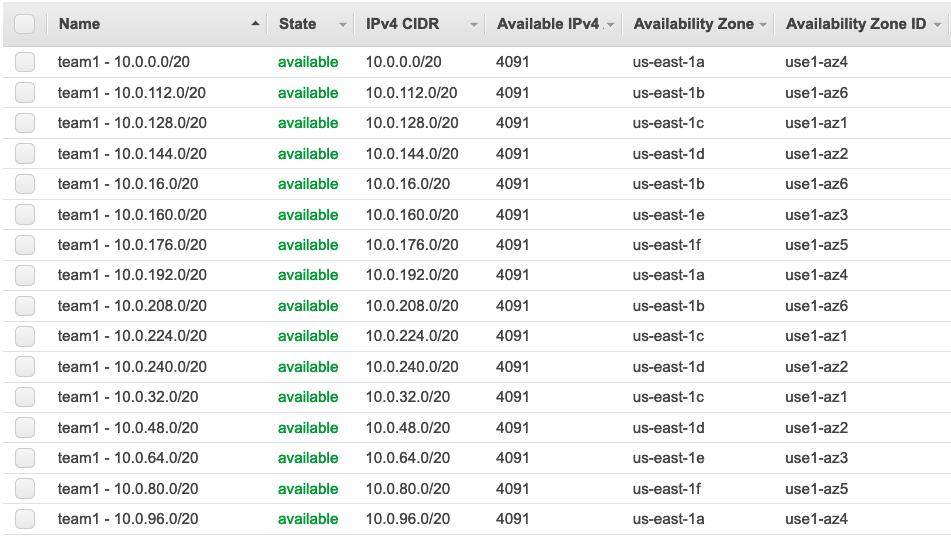 Name State IPv4 CIDR Available IPv4 Availability Zone Availability Zone ID
team1 - 10.0.0.0/20 available 10.0.0.0/20 4091 us-east-1a use1-az4
team1 - 10.0.112.0/20 available 10.0.112.0/20 4091 us-east-1b use1-az6
team1 - 10.0.128.0/20 available 10.0.128.0/20 4091 us-east-1c use1-az1
team1 - 10.0.144.0/20 available 10.0.144.0/20 4091 us-east-1d use1-az2
team1 - 10.0.16.0/20 available 10.0.16.0/20 4091 us-east-1b use1-az6
team1 - 10.0.160.0/20 available 10.0.160.0/20 4091 us-east-1e use1-az3
team1 - 10.0.176.0/20 available 10.0.176.0/20 4091 us-east-1f use1-az5
team1 - 10.0.192.0/20 available 10.0.192.0/20 4091 us-east-1a use1-az4
team1 - 10.0.208.0/20 available 10.0.208.0/20 4091 us-east-1b use1-az6
team1 - 10.0.224.0/20 available 10.0.224.0/20 4091 us-east-1c use1-az1
team1 - 10.0.240.0/20 available 10.0.240.0/20 4091 us-east-1d use1-az2
team1 - 10.0.32.0/20 available 10.0.32.0/20 4091 us-east-1c use1-az1
team1 - 10.0.48.0/20 available 10.0.48.0/20 4091 us-east-1d use1-az2
team1 - 10.0.64.0/20 available 10.0.64.0/20 4091 us-east-1e use1-az3
team1 - 10.0.80.0/20 available 10.0.80.0/20 4091 us-east-1f use1-az5
team1 - 10.0.96.0/20 available 10.0.96.0/20 4091 us-east-1a use1-az4